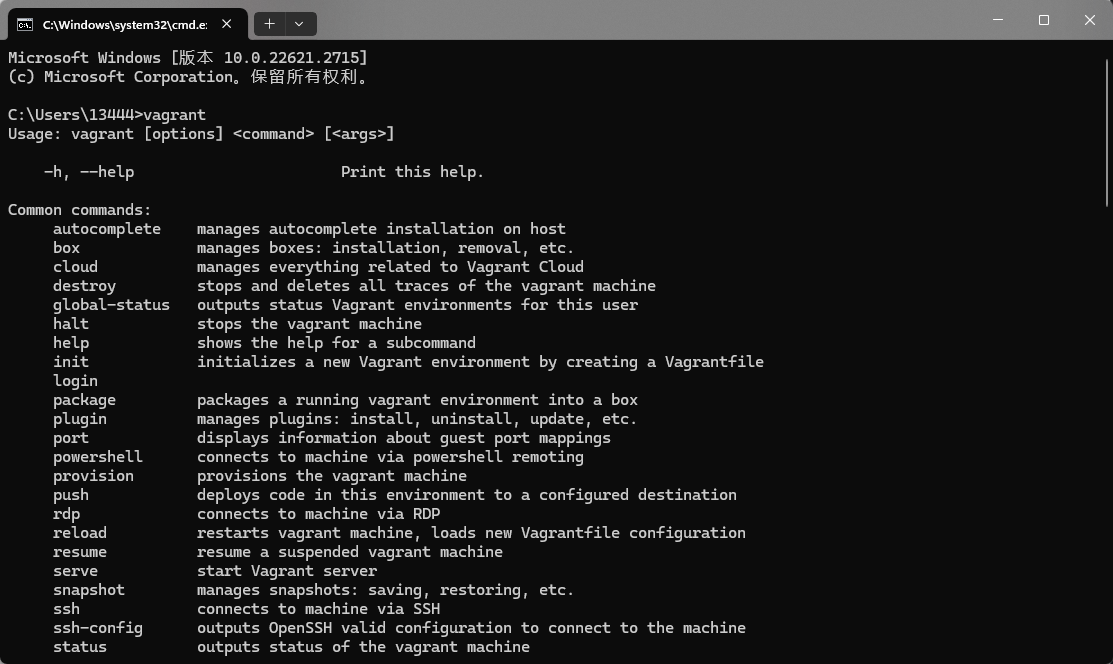 C:\Windows\system32\cmd.e:
Microsoft Windows [版本 10.0.22621.2715]
(c) Microsoft Corporation。保留所有权利。
C:\Users\13444>vagrant
Usage: vagrant [options] <command> [<args>]
-h, --help Print this help.
Common commands:
autocomplete manages autocomplete installation on host
box manages boxes: installation, removal, etc.
cloud manages everything related to Vagrant Cloud
destroy stops and deletes all traces of the vagrant machine
global-status outputs status Vagrant environments for this user
halt stops the vagrant machine
help shows the help for a subcommand
init initializes a new Vagrant environment by creating a Vagrantfile
login
package packages a running vagrant environment into a box
plugin manages plugins: install, uninstall, update, etc.
port displays information about guest port mappings
powershell connects to machine via powershell remoting
provision provisions the vagrant machine
push deploys code in this environment to a configured destination
rdp connects to machine via RDP
reload restarts vagrant machine, loads new Vagrantfile configuration
resume resume a suspended vagrant machine
serve start Vagrant server
snapshot manages snapshots: saving, restoring, etc.
ssh connects to machine via SSH
ssh-config outputs OpenSSH valid configuration to connect to the machine
status outputs status of the vagrant machine